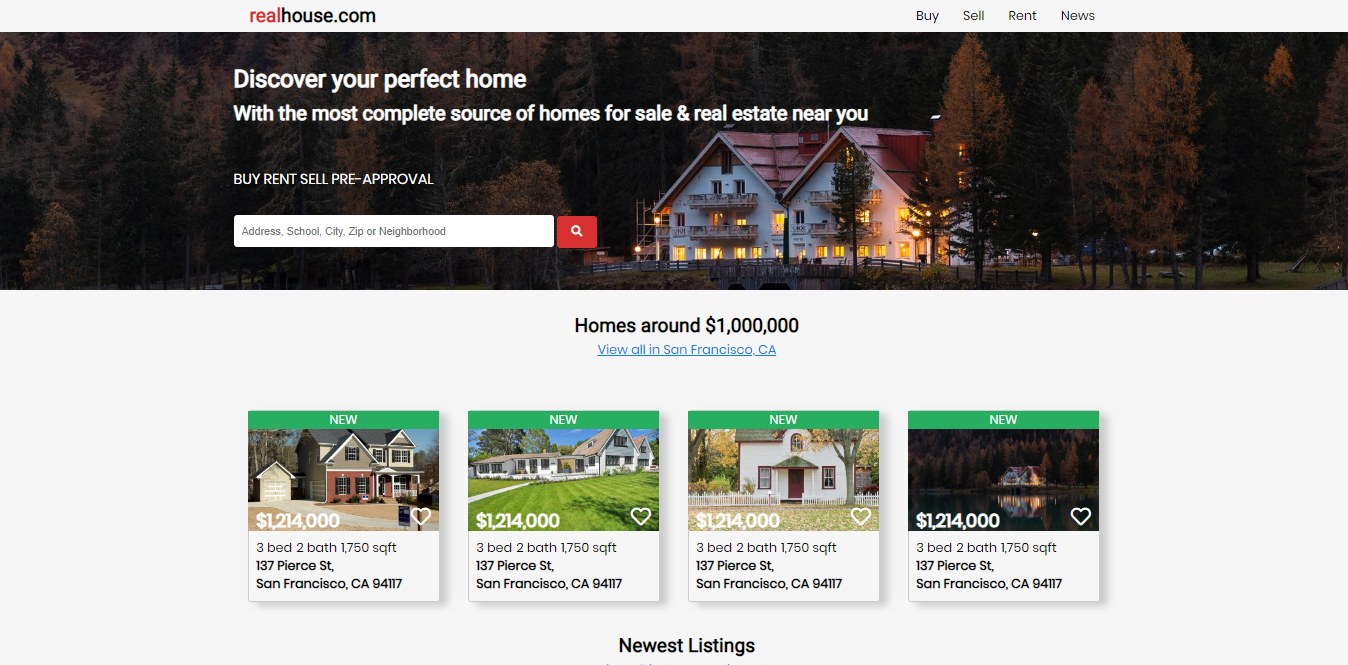 realhouse.com
Buy Sell Rent News
Discover your perfect home
With the most complete source of homes for sale & real estate near you
BUY RENT SELL PRE-APPROVAL
Address, School, City, Zip or Neighborhood
Homes around $1,000,000
View all in San Francisco, CA
NEW
$1,214,000
3 bed 2 bath 1,750 sqft
137 Pierce St,
San Francisco, CA 94117
NEW
$1,214,000
3 bed 2 bath 1,750 sqft
137 Pierce St,
San Francisco, CA 94117
NEW
$1,214,000
3 bed 2 bath 1,750 sqft
137 Pierce St,
San Francisco, CA 94117
NEW
$1,214,000
3 bed 2 bath 1,750 sqft
137 Pierce St,
San Francisco, CA 94117
Newest Listings